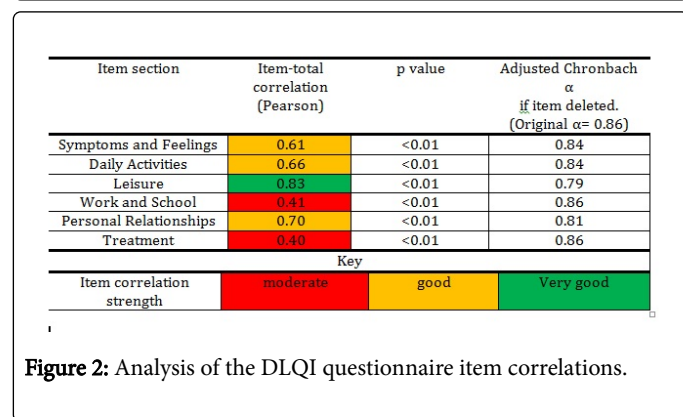 Item section Item-total correlation (Pearson) p value Adjusted Chronbach α if item deleted. (Original α= 0.86)
Symptoms and Feelings 0.61 <0.01 0.84
Daily Activities 0.66 <0.01 0.84
Leisure 0.83 <0.01 0.79
Work and School 0.41 <0.01 0.86
Personal Relationships 0.70 <0.01 0.81
Treatment 0.40 <0.01 0.86
Key
Item correlation strength moderate good Very good
Figure 2: Analysis of the DLQI questionnaire item correlations.